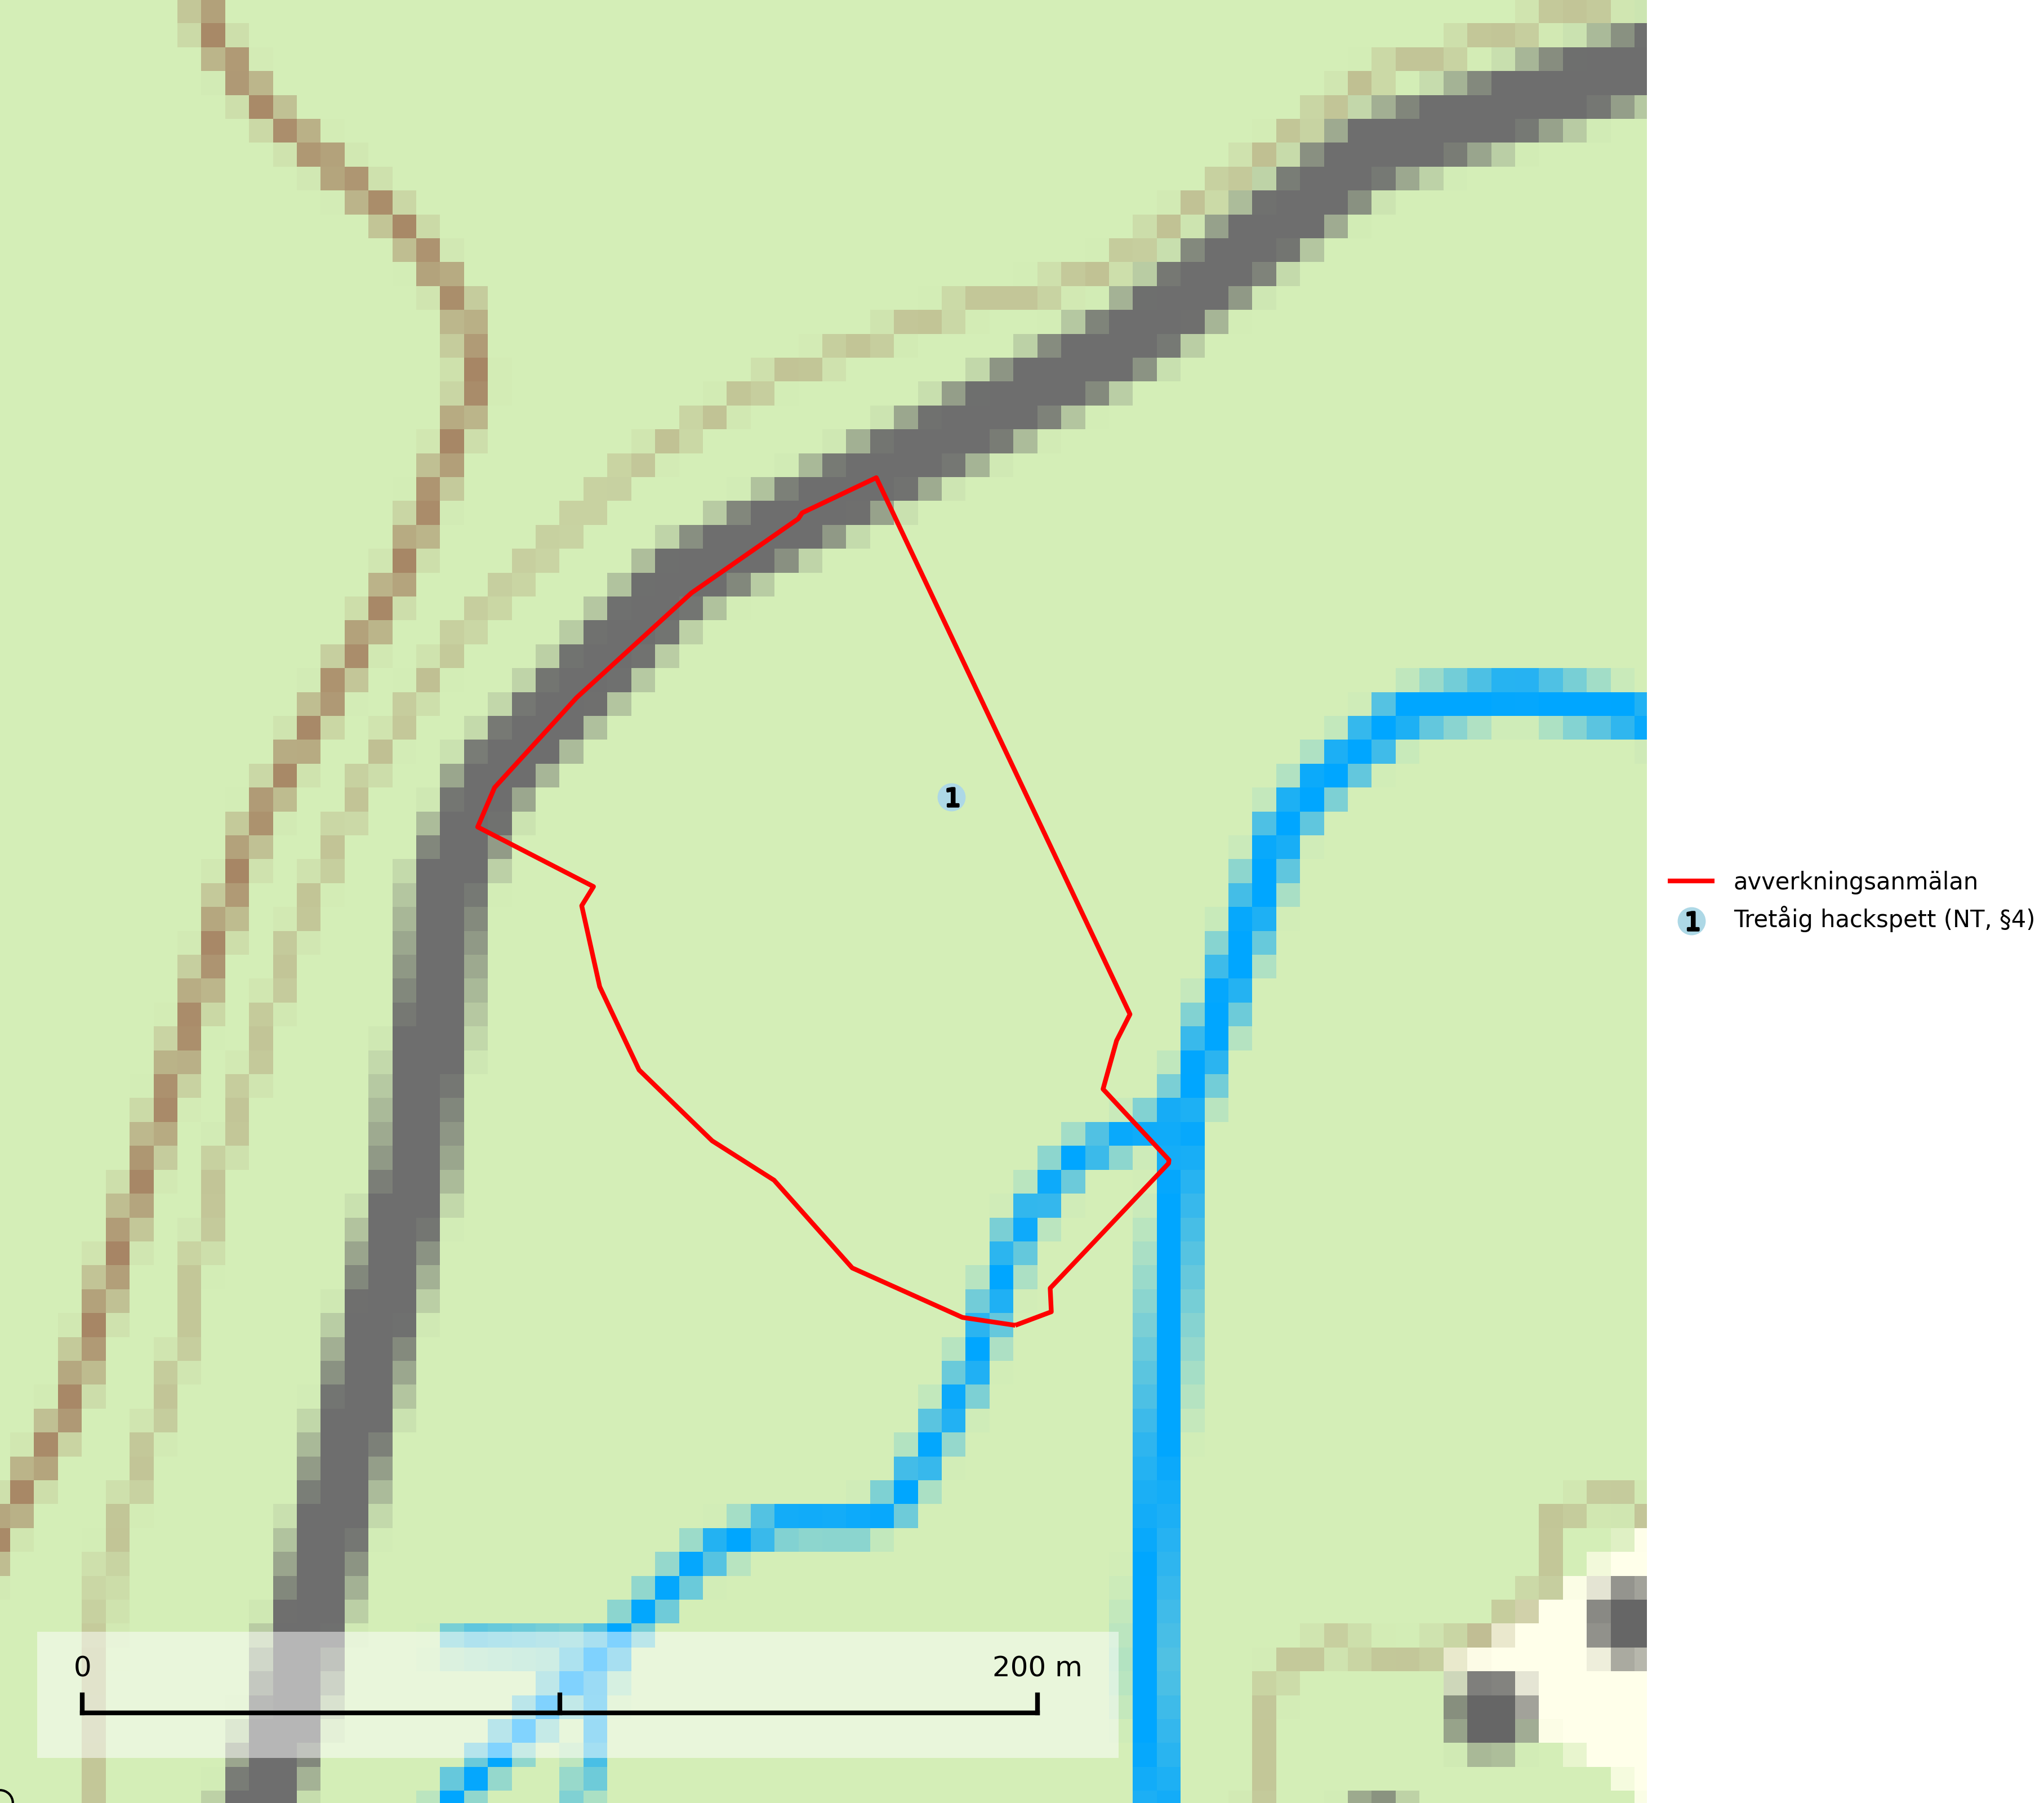 1
avverkningsanmälan
1 Tretåig hackspett (NT, §4)
0 200 m